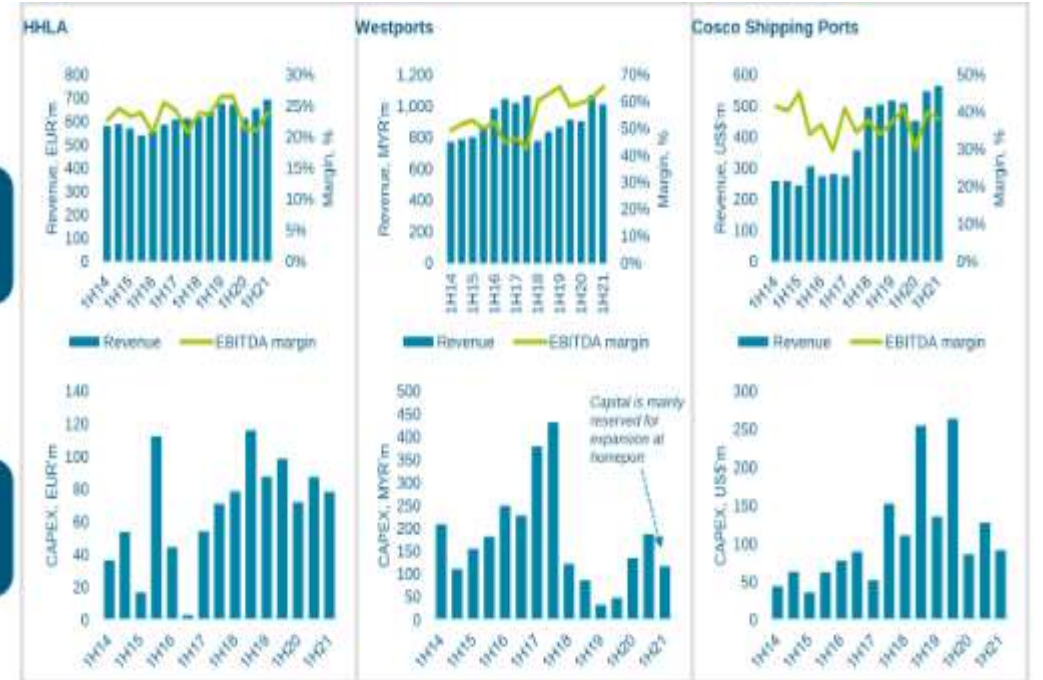 HHLA
Revenue, EUR'm
800
700
600
500
400
300
200
100
0
30%
25%
20%
15%
10%
5%
0%
Margin, %
1H14
1H15
1H16
1H17
1H18
1H19
1H20
1H21
Revenue
EBITDA margin
CAPEX, EUR'm
140
120
100
80
60
40
20
0
1H14
1H15
1H16
1H17
1H18
1H19
1H20
1H21
Westports
Revenue, MYR'm
1,200
1,000
800
600
400
200
0
70%
60%
50%
40%
30%
20%
10%
0%
Margin, %
1H14
1H15
1H16
1H17
1H18
1H19
1H20
1H21
Revenue
EBITDA margin
CAPEX, MYR'm
500
450
400
350
300
250
200
150
100
50
0
Capital is mainly
reserved for
expansion at
homeport
1H14
1H15
1H16
1H17
1H18
1H19
1H20
1H21
Cosco Shipping Ports
Revenue, US$'m
600
500
400
300
200
100
0
50%
40%
30%
20%
10%
0%
Margin, %
1H14
1H15
1H16
1H17
1H18
1H19
1H20
1H21
Revenue
EBITDA margin
CAPEX, US$'m
300
250
200
150
100
50
0
1H14
1H15
1H16
1H17
1H18
1H19
1H20
1H21